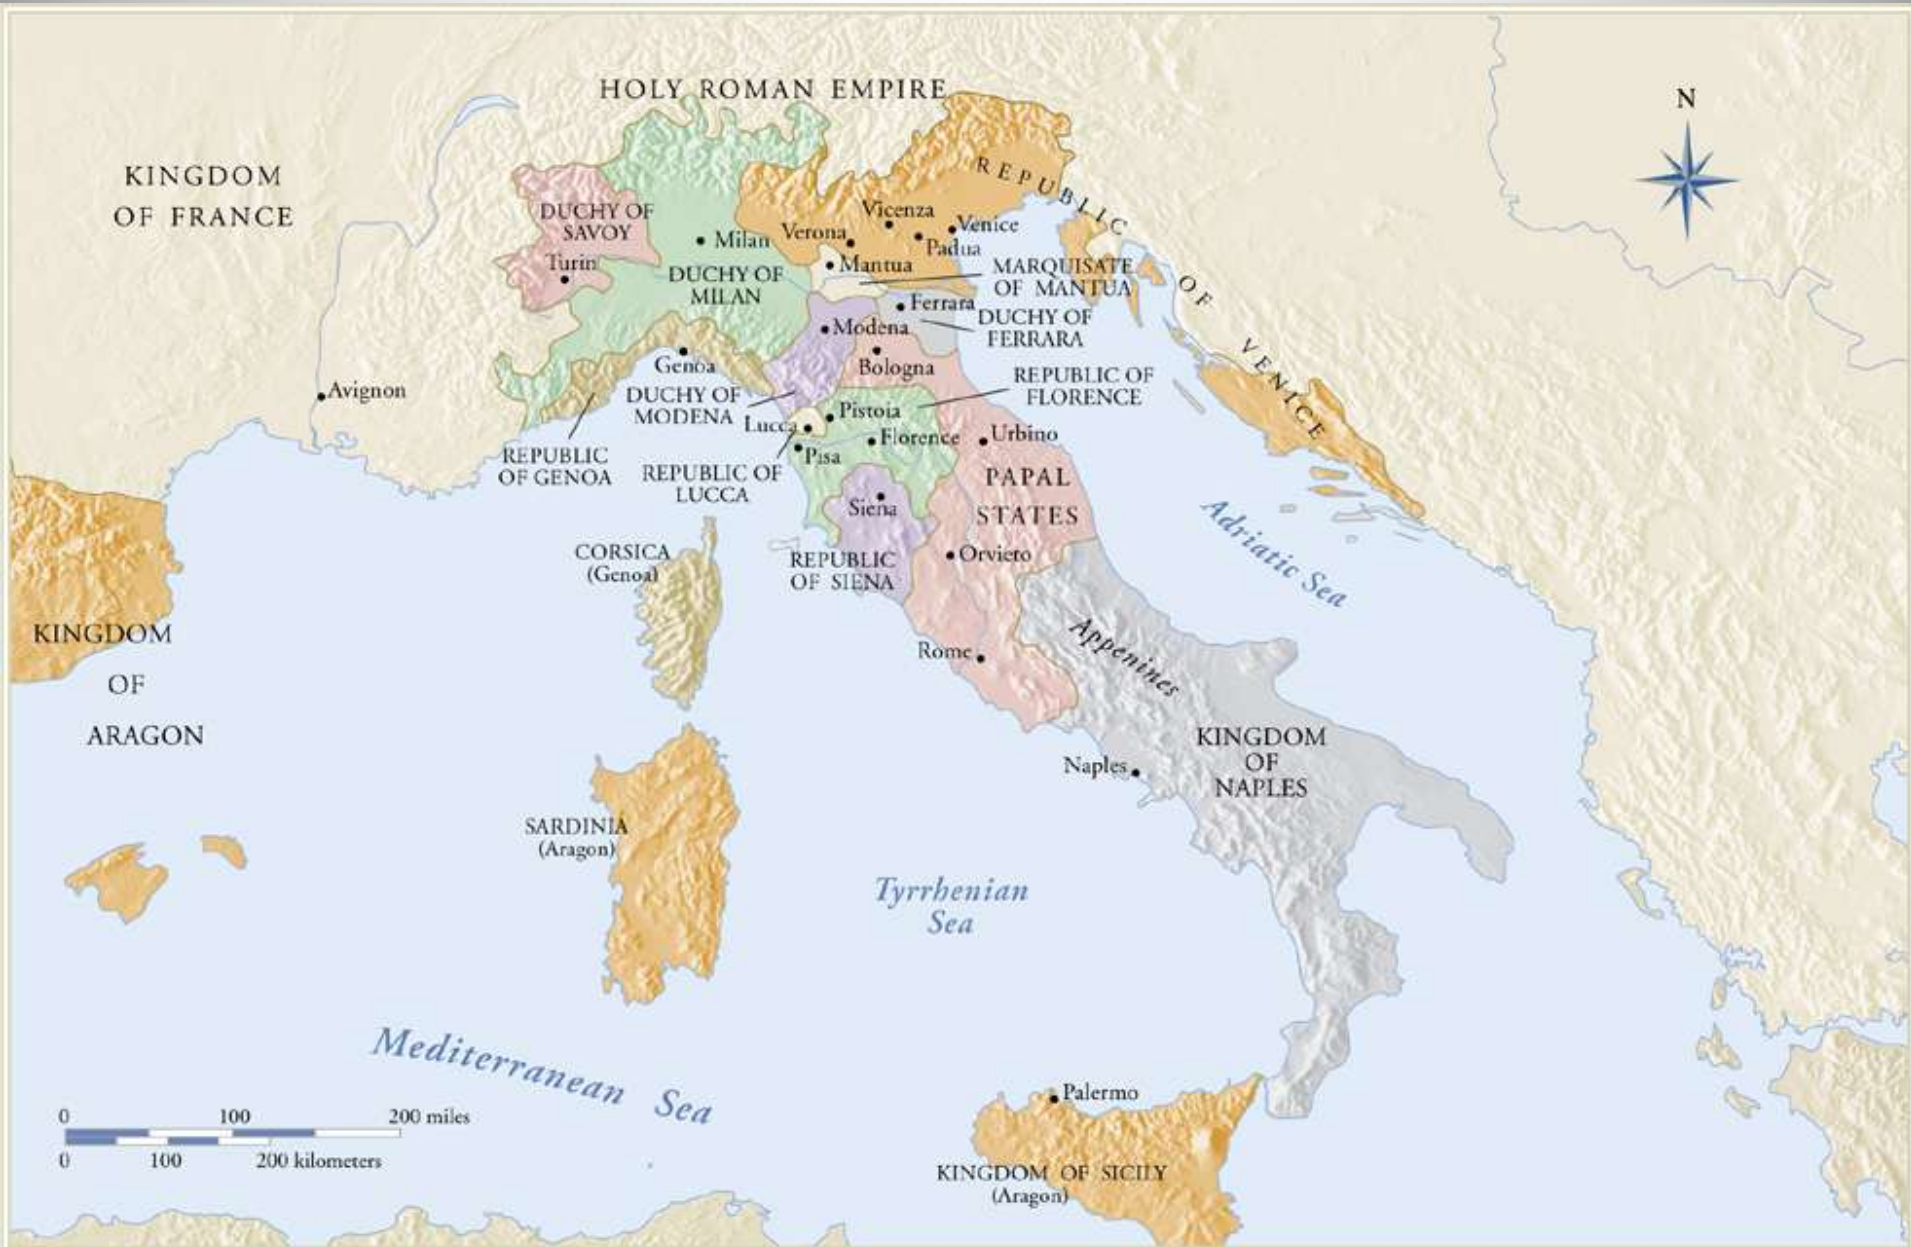 HOLY ROMAN EMPIRE
N
KINGDOM
OF FRANCE
REPUBLIC
OF
VENICE
DUCHY OF
SAVOY
Turin
Milan
DUCHY OF
MILAN
Verona
Vicenza
Venice
Padua
Mantua
MARQUISATE
OF MANTUA
Ferrara
DUCHY OF
FERRARA
Modena
Bologna
Genoa
DUCHY OF
MODENA
REPUBLIC OF
FLORENCE
Avignon
Pistoia
Lucca
Florence
Urbino
Pisa
REPUBLIC
OF GENOA
REPUBLIC OF
LUCCA
PAPAL
STATES
Siena
Adriatic Sea
CORSICA
(Genoa)
REPUBLIC
OF SIENA
Orvieto
KINGDOM
OF
ARAGON
Appenines
Rome
KINGDOM
OF
NAPLES
Naples
SARDINIA
(Aragon)
Tyrrhenian
Sea
Mediterranean Sea
Palermo
0 100 200 miles
0 100 200 kilometers
KINGDOM OF SICILY
(Aragon)